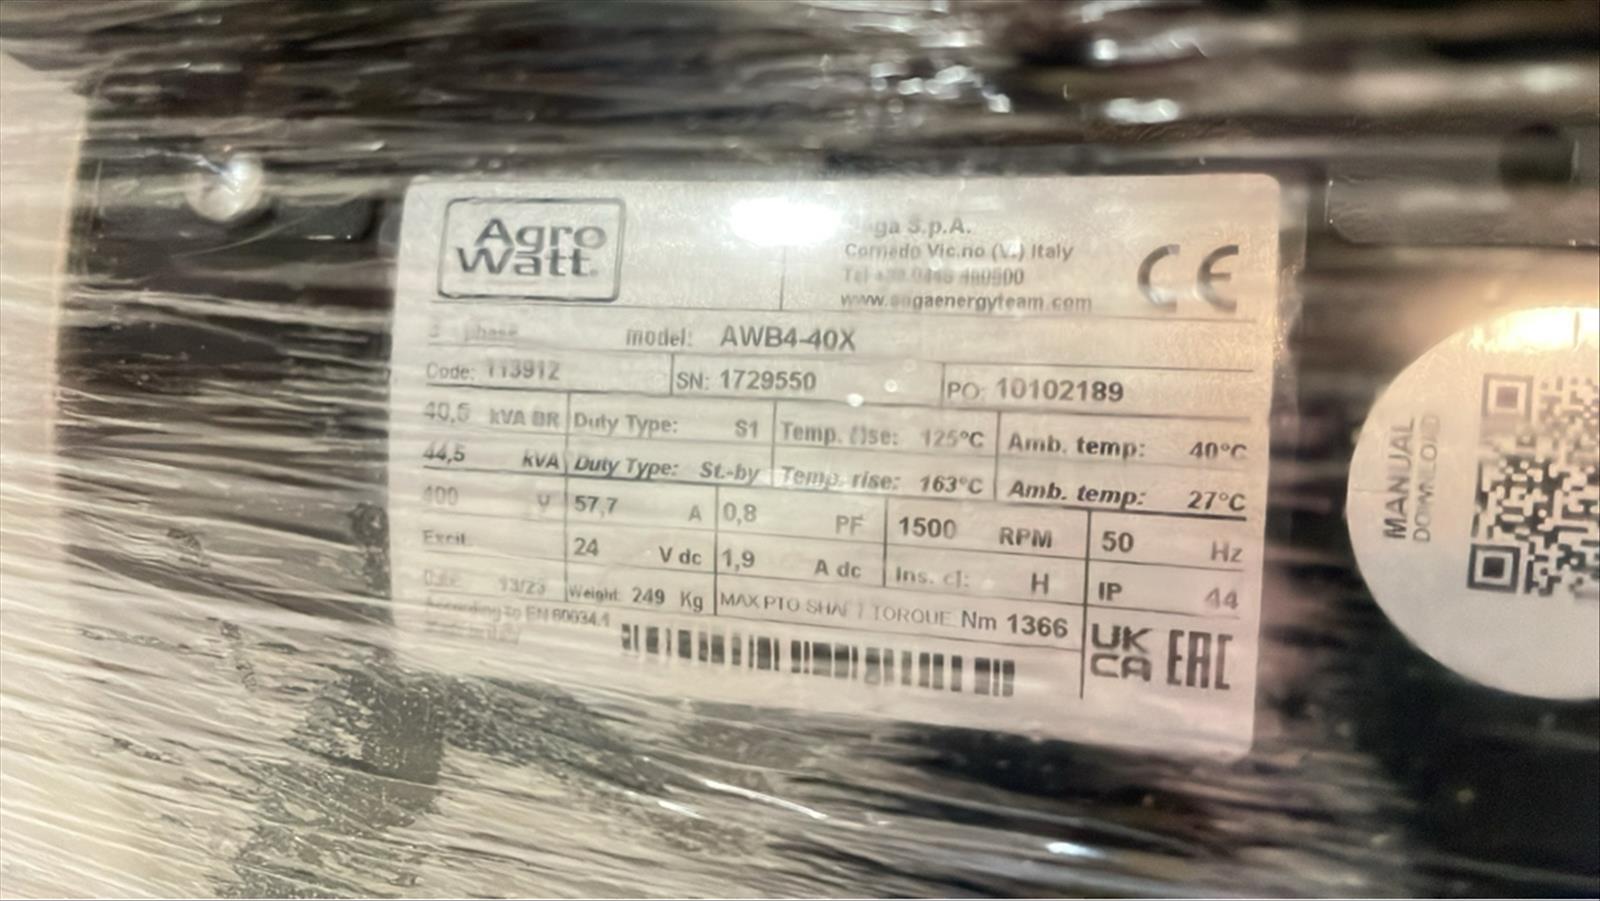 Agro
Watt
S.p.A.
Cornedo Vic.no (V.) Italy
www.sogaenergyteam.com
3 phase model: AWB4-40X
Code: 113912 SN: 1729550 PO: 10102189
40,5 kVA BR Duty Type: S1 Temp. rise: 125°C Amb. temp: 40°C
44,5 kVA Duty Type: St.-by Temp. rise: 163°C Amb. temp: 27°C
400 V 57,7 A 0,8 PF 1500 RPM 50 Hz
Excit. 24 V dc 1,9 A dc Ins. cl: H IP 44
Weight 249 Kg MAX PTO SHAFT TORQUE Nm 1366
According to EN 60034.1
CE
UK
CA
EAC
MANUAL
DOWNLOAD